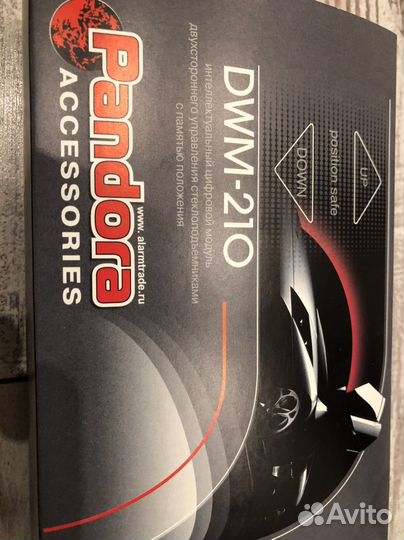 Pandora
www.alarmtrade.ru
ACCESSORIES
DWM-210
интеллектуальный цифровой модуль
двухстороннего управления стеклоподъёмниками
с памятью положения
UP
position safe
DOWN
Avito